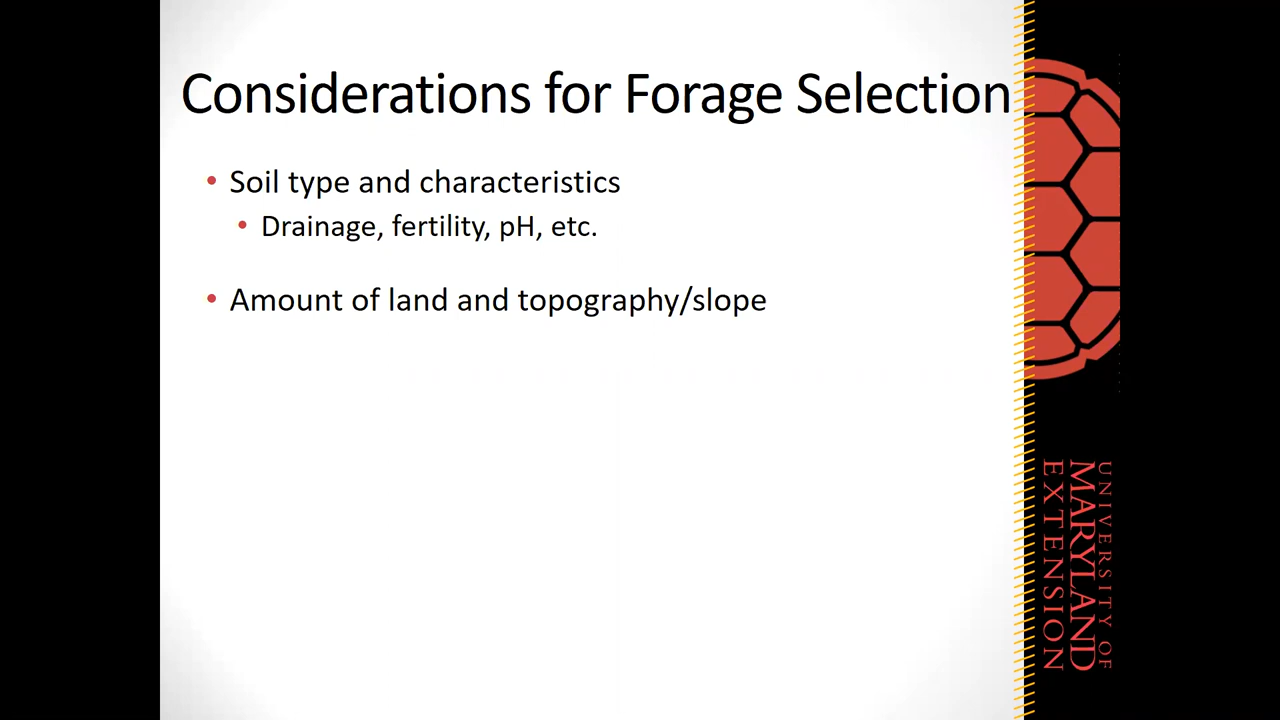 Considerations for Forage Selection
• Soil type and characteristics
• Drainage, fertility, pH, etc.
• Amount of land and topography/slope
UNIVERSITY OF
MARYLAND
EXTENSION